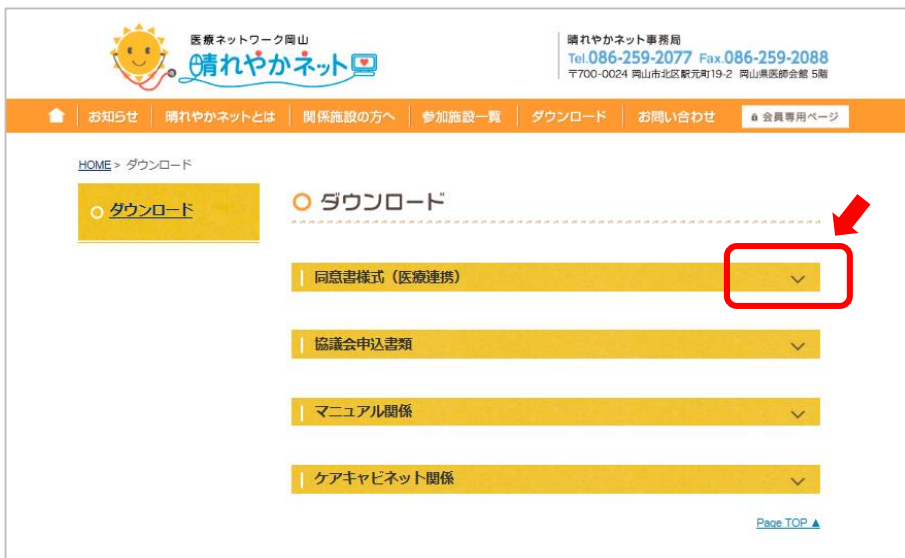 医療ネットワーク岡山
晴れやかネット
晴れやかネット事務局
Tel.086-259-2077 Fax.086-259-2088
〒700-0024 岡山市北区駅元町19-2 岡山県医師会館 5階
お知らせ 晴れやかネットとは 関係施設の方へ 参加施設一覧 ダウンロード お問い合わせ 会員専用ページ
HOME > ダウンロード
ダウンロード
ダウンロード
同意書様式（医療連携）
協議会申込書類
マニュアル関係
ケアキャビネット関係
Page TOP ▲